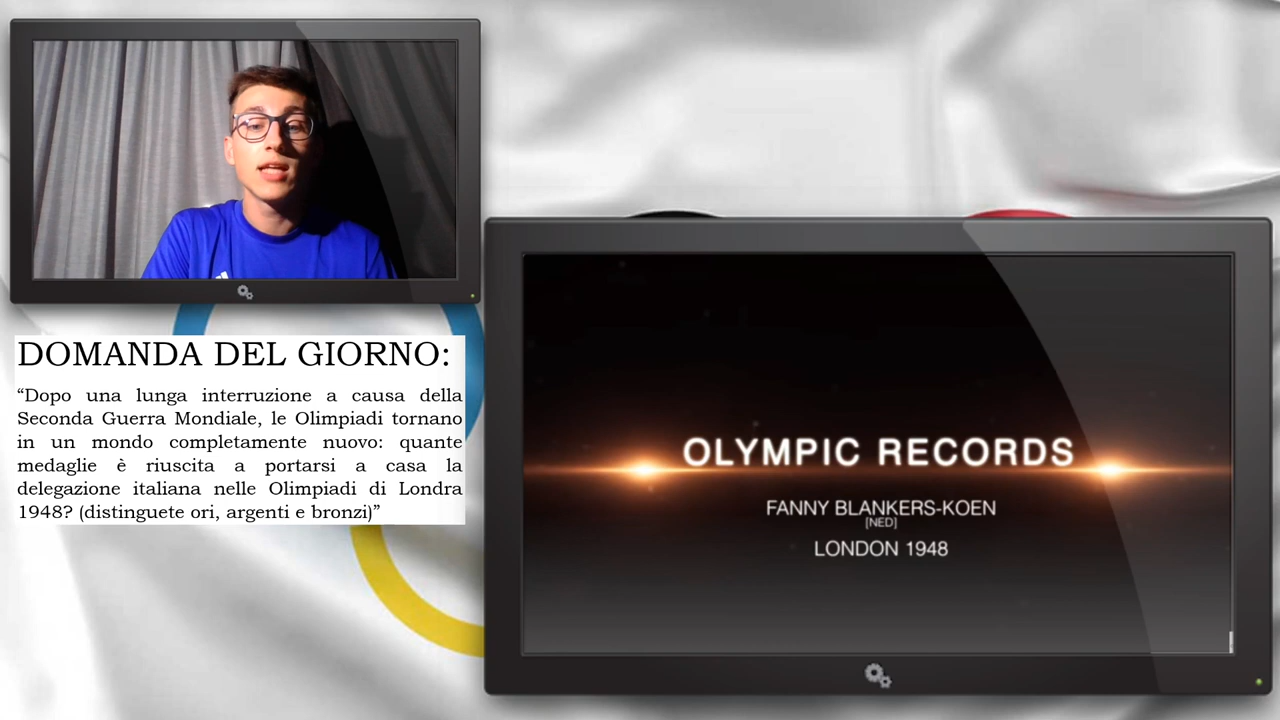 DOMANDA DEL GIORNO:
“Dopo una lunga interruzione a causa della
Seconda Guerra Mondiale, le Olimpiadi tornano
in un mondo completamente nuovo: quante
medaglie è riuscita a portarsi a casa la
delegazione italiana nelle Olimpiadi di Londra
1948? (distinguete ori, argenti e bronzi)”
OLYMPIC RECORDS
FANNY BLANKERS-KOEN
[NED]
LONDON 1948